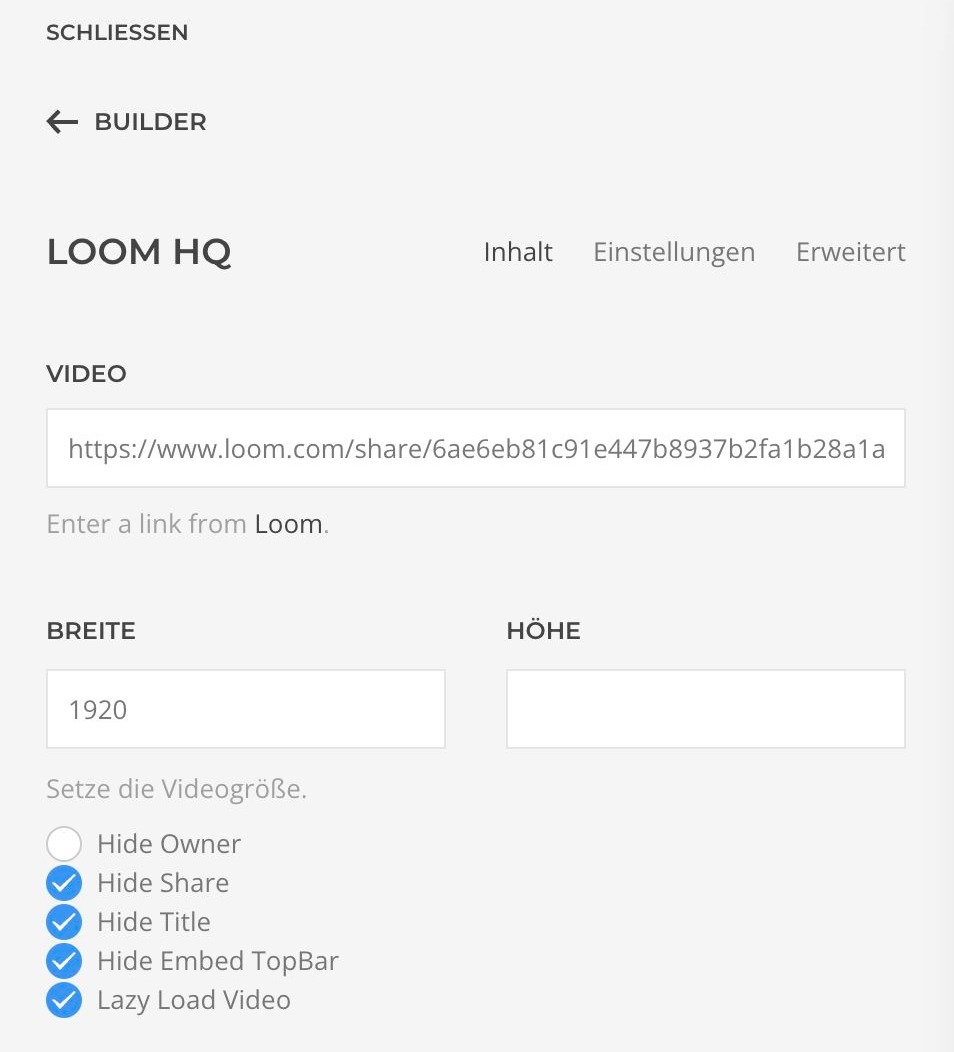 SCHLIESSEN
← BUILDER
LOOM HQ Inhalt Einstellungen Erweitert
VIDEO
https://www.loom.com/share/6ae6eb81c91e447b8937b2fa1b28a1a
Enter a link from Loom.
BREITE HÖHE
1920
Setze die Videogröße.
Hide Owner
Hide Share
Hide Title
Hide Embed TopBar
Lazy Load Video